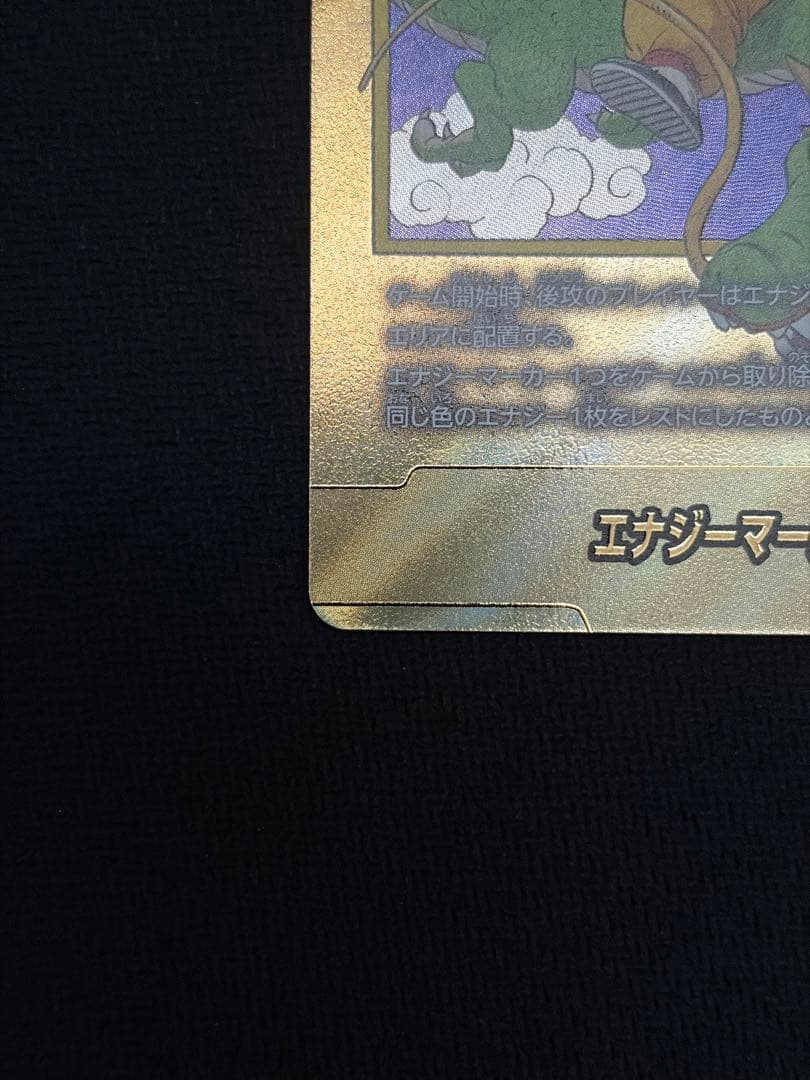 ゲーム開始時、後攻のプレイヤーはエナジ
エリアに配置する。
エナジーマーカー1つをゲームから取り除
同じ色のエナジー1枚をレストにしたもの
エナジーマー